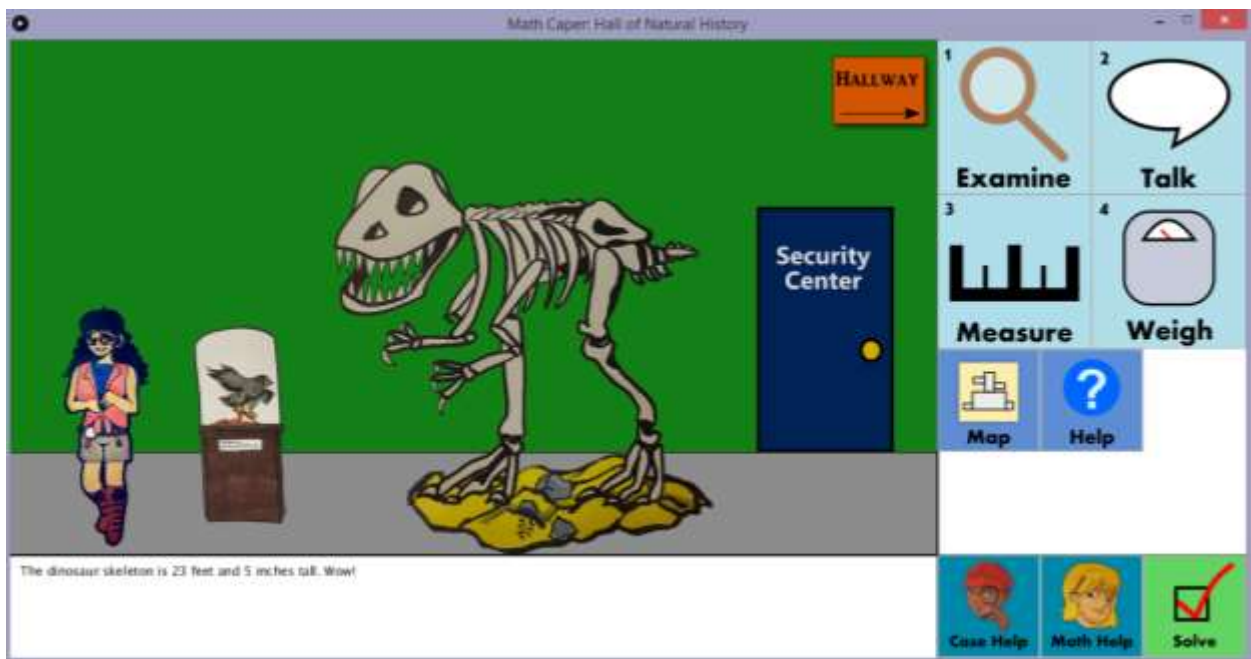 Math Caper: Hall of Natural History
HALLWAY
Security
Center
1
2
Examine
Talk
3
4
Measure
Weigh
Map
Help
The dinosaur skeleton is 23 feet and 5 inches tall. Wow!
Case Help
Math Help
Solve